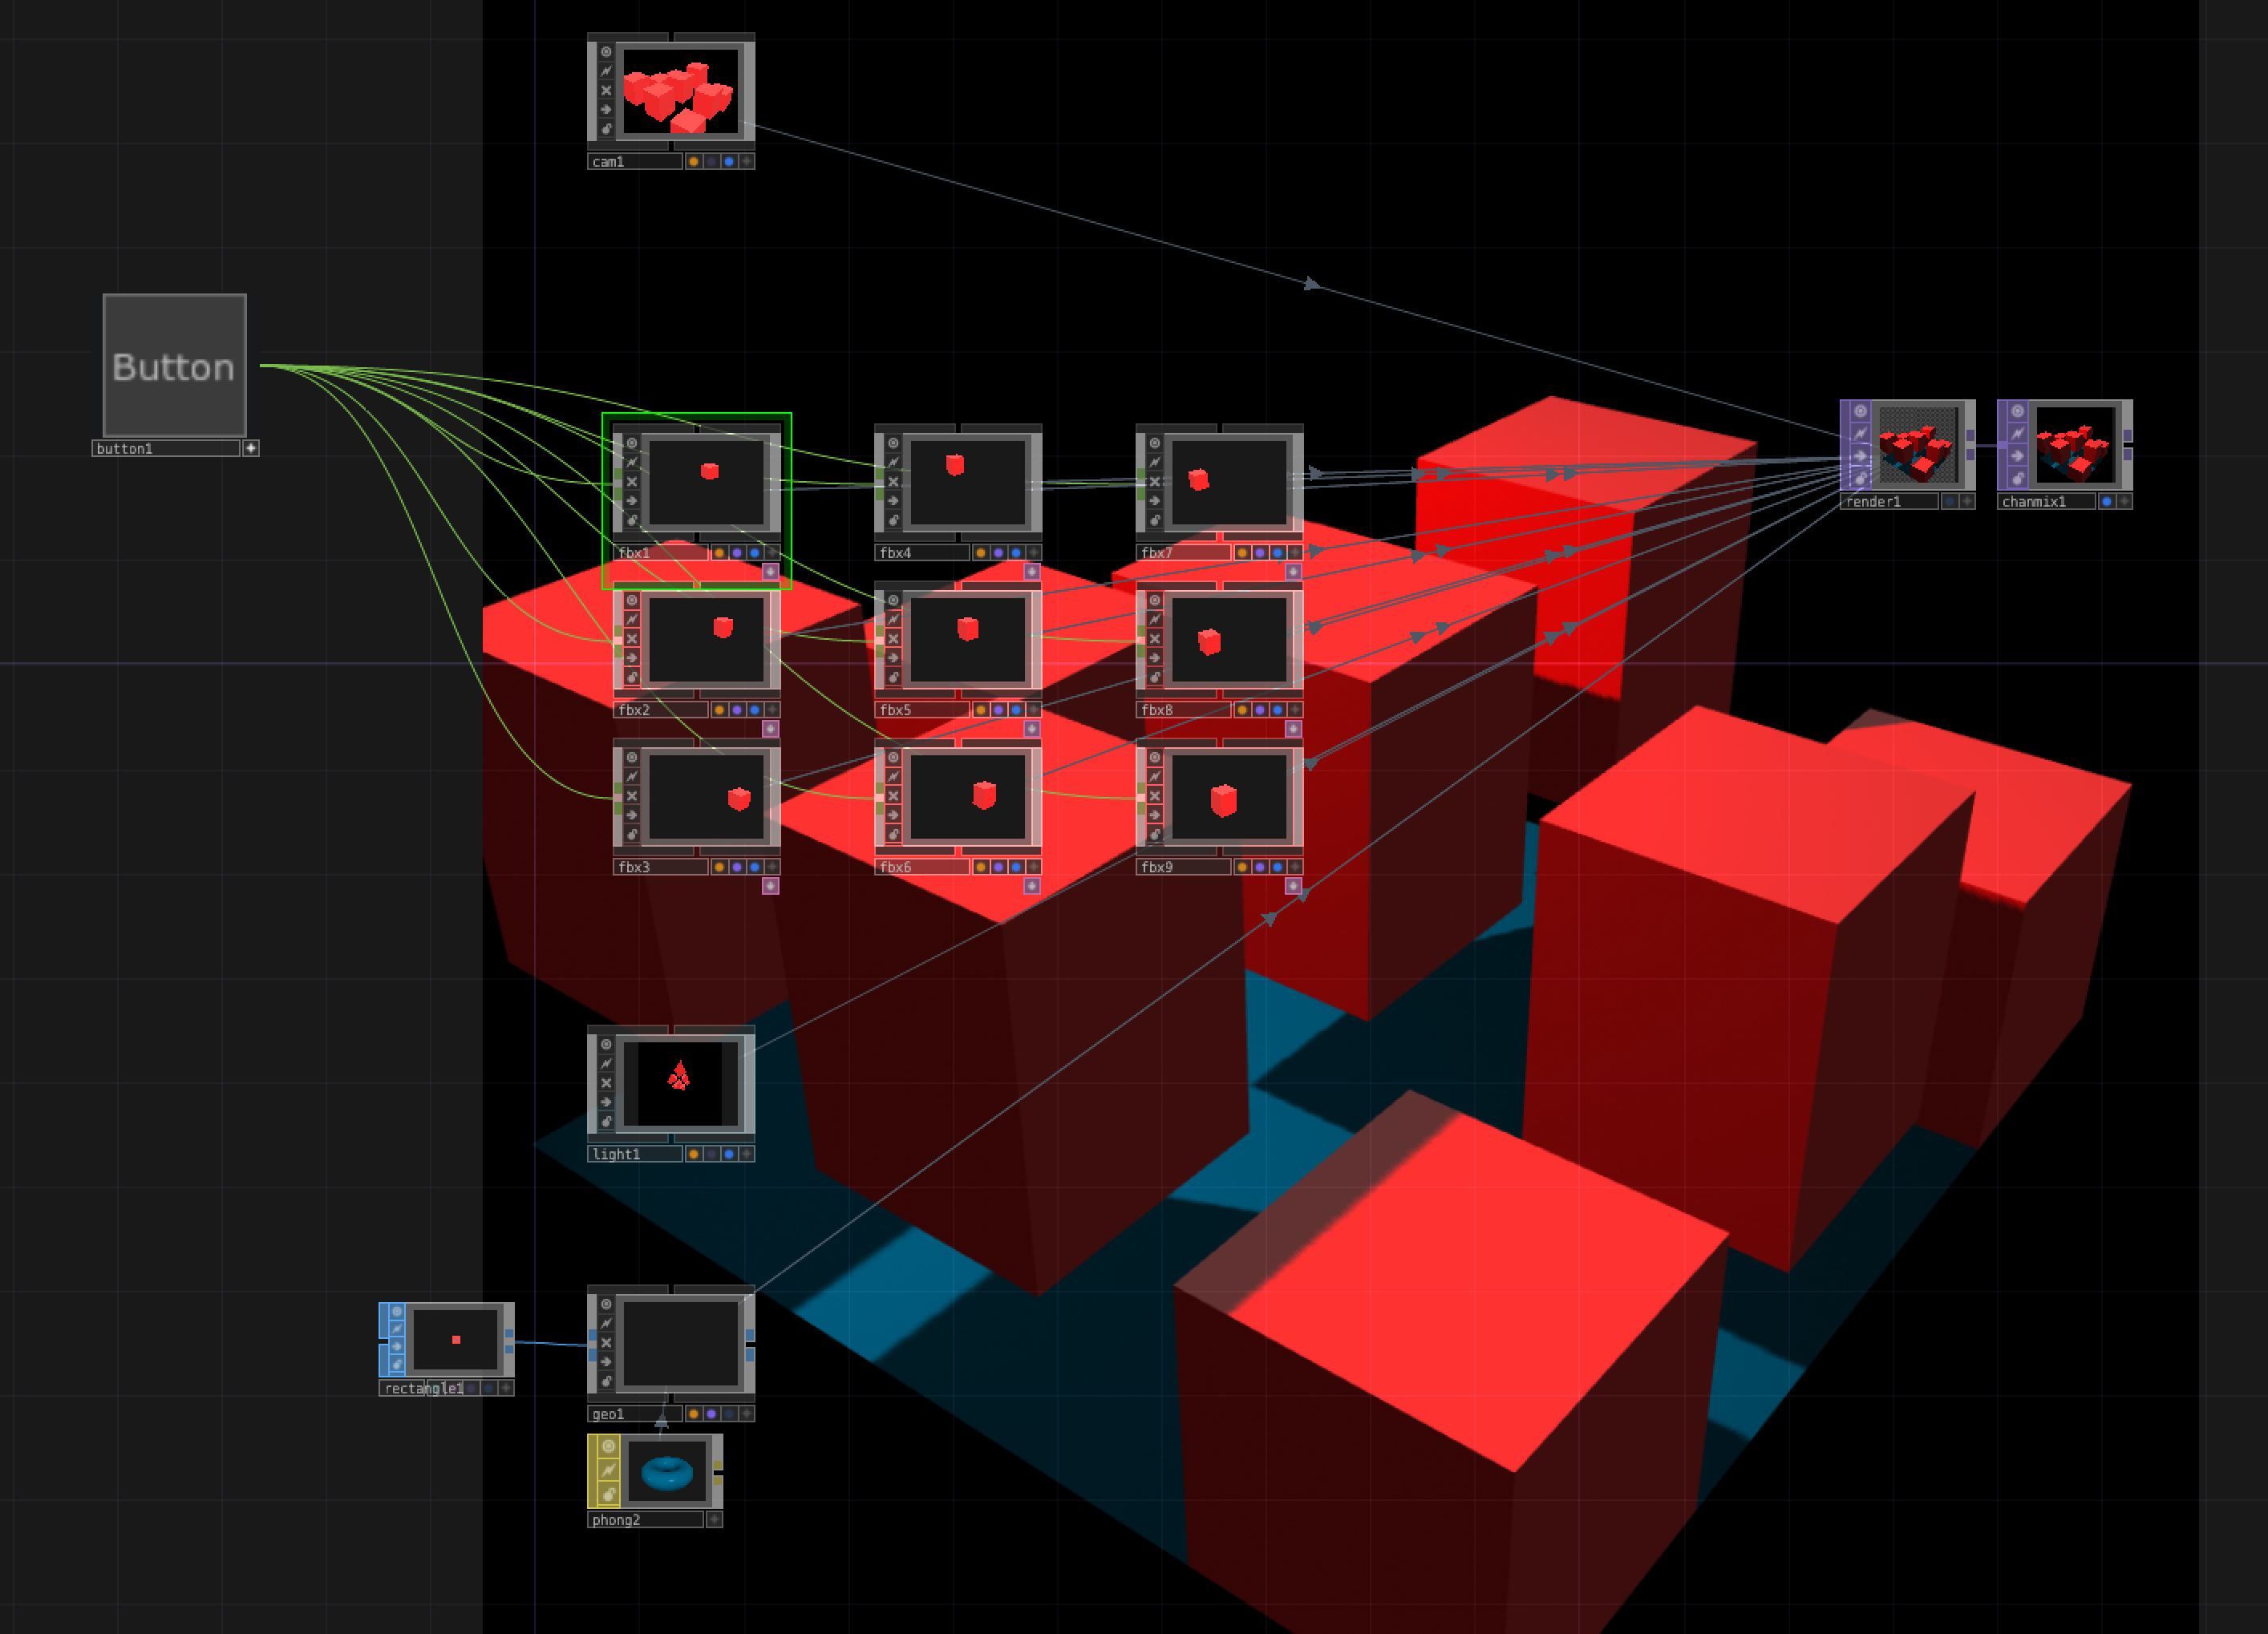 cam1
Button
button1
fbx1
fbx4
fbx7
render1
chanmix1
fbx2
fbx5
fbx8
fbx3
fbx6
fbx9
light1
rectangle1
geo1
phong2